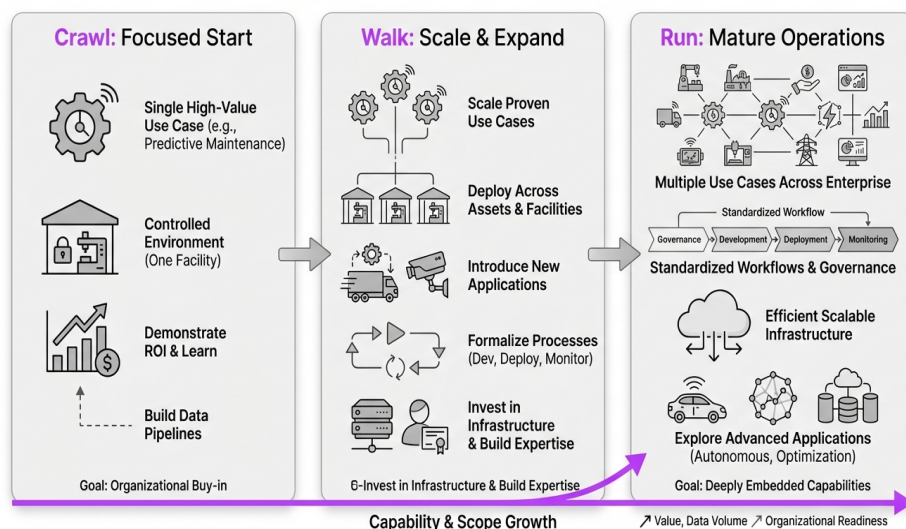 Crawl: Focused Start
Single High-Value
Use Case (e.g.,
Predictive Maintenance)
Controlled
Environment
(One Facility)
Demonstrate
ROI & Learn
Build Data
Pipelines
Goal: Organizational Buy-in
Walk: Scale & Expand
Scale Proven
Use Cases
Deploy Across
Assets & Facilities
Introduce New
Applications
Formalize Processes
(Dev, Deploy, Monitor)
Invest in
Infrastructure
& Build Expertise
6-Invest in Infrastructure & Build Expertise
Run: Mature Operations
Multiple Use Cases Across Enterprise
Standardized Workflow
Governance Development Deployment Monitoring
Standardized Workflows & Governance
Efficient Scalable
Infrastructure
Explore Advanced Applications
(Autonomous, Optimization)
Goal: Deeply Embedded Capabilities
Capability & Scope Growth
↗ Value, Data Volume ↗ Organizational Readiness